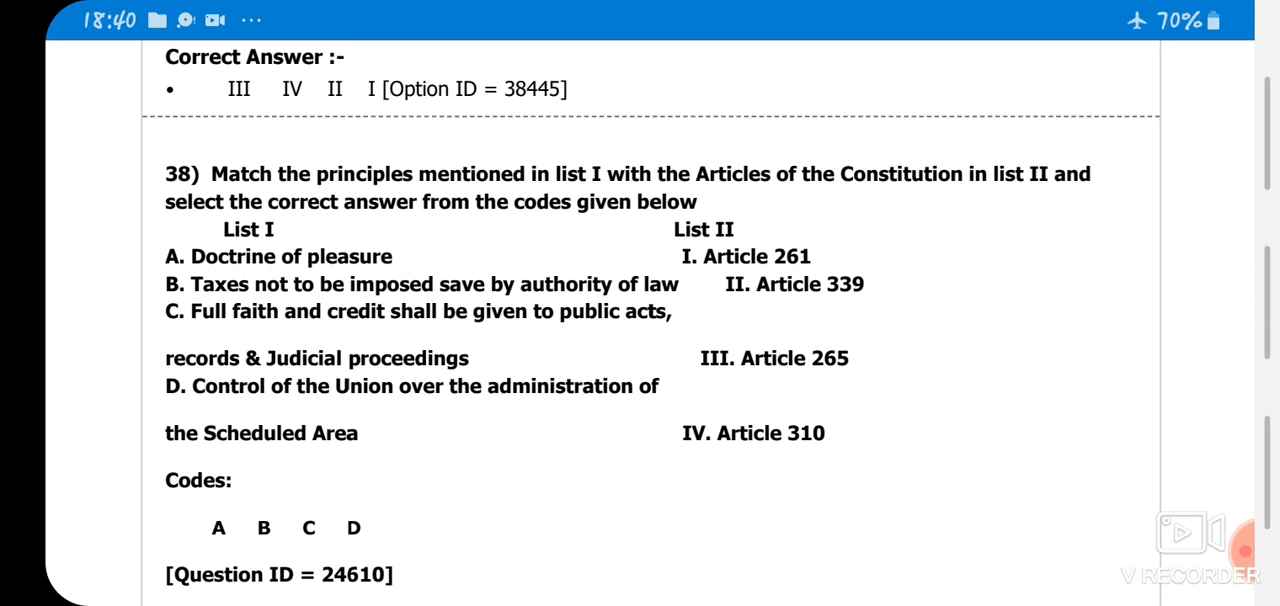 18:40 ... 70%
Correct Answer :-
• III IV II I [Option ID = 38445]
38) Match the principles mentioned in list I with the Articles of the Constitution in list II and
select the correct answer from the codes given below
List I List II
A. Doctrine of pleasure I. Article 261
B. Taxes not to be imposed save by authority of law II. Article 339
C. Full faith and credit shall be given to public acts,
records & Judicial proceedings III. Article 265
D. Control of the Union over the administration of
the Scheduled Area IV. Article 310
Codes:
A B C D
[Question ID = 24610]
V RECORDER